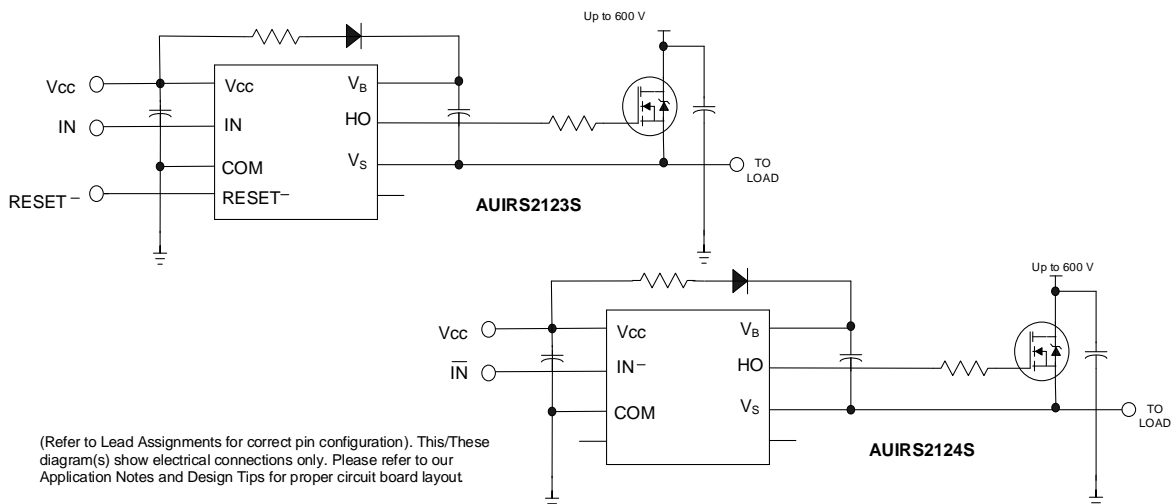 Up to 600 V
Vcc
Vcc
VB
IN
IN
HO
COM
VS
TO
LOAD
RESET–
RESET–
AUIRS2123S
Up to 600 V
Vcc
Vcc
VB
IN
IN–
HO
COM
VS
TO
LOAD
AUIRS2124S
(Refer to Lead Assignments for correct pin configuration). This/These
diagram(s) show electrical connections only. Please refer to our
Application Notes and Design Tips for proper circuit board layout.